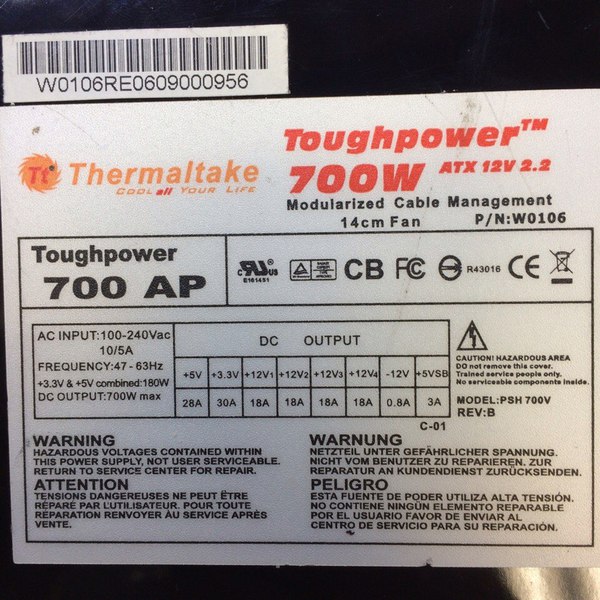 W0106RE0609000956
Toughpower™
700W ATX 12V 2.2
Tt Thermaltake
COOL all YOUR LIFE
Modularized Cable Management
14cm Fan P/N:W0106
Toughpower
700 AP
c RU us
E161451
CB FC R43016 CE
AC INPUT:100-240Vac
10/5A
FREQUENCY:47-63Hz
+3.3V & +5V combined:180W
DC OUTPUT:700W max
DC OUTPUT
+5V +3.3V +12V1 +12V2 +12V3 +12V4 -12V +5VSB
28A 30A 18A 18A 18A 18A 0.8A 3A
C-01
CAUTION! HAZARDOUS AREA
DO not remove this cover.
Trained service people only.
No serviceable components inside.
MODEL:PSH 700V
REV:B
WARNING
HAZARDOUS VOLTAGES CONTAINED WITHIN
THIS POWER SUPPLY, NOT USER SERVICEABLE.
RETURN TO SERVICE CENTER FOR REPAIR.
ATTENTION
TENSIONS DANGEREUSES NE PEUT ÊTRE
RÉPARÉ PAR L'UTILISATEUR. POUR TOUTE
RÉPARATION RENVOYER AU SERVICE APRÈS
VENTE.
WARNUNG
NETZTEIL UNTER GEFÄHRLICHER SPANNUNG.
NICHT VOM BENUTZER ZU REPARIEREN. ZUR
REPARATUR AN KUNDENDIENST ZURÜCKSENDEN.
PELIGRO
ESTA FUENTE DE PODER UTILIZA ALTA TENSIÓN.
NO CONTIENE NINGÚN ELEMENTO REPARABLE
POR EL USUARIO FAVOR DE ENVIAR AL
CENTRO DE SERVICIO PARA SU REPARACIÓN.